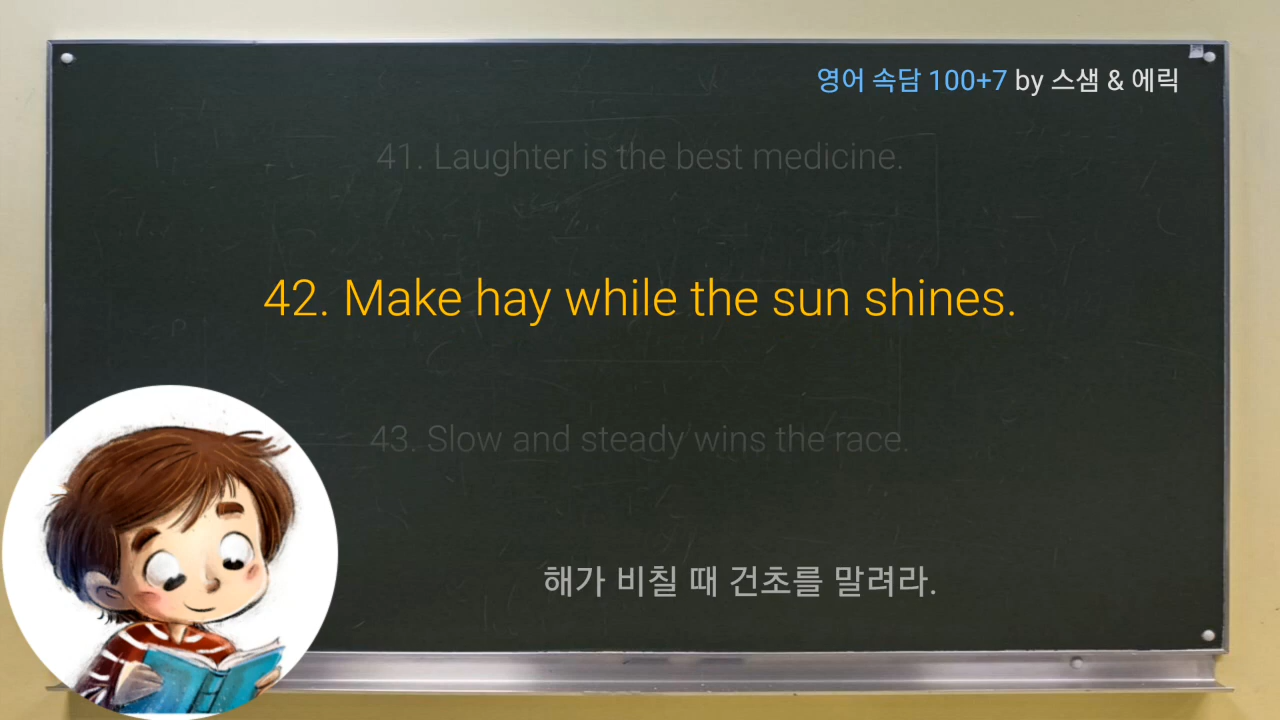 영어 속담 100+7 by 스샘 & 에릭
41. Laughter is the best medicine.
42. Make hay while the sun shines.
43. Slow and steady wins the race.
해가 비칠 때 건초를 말려라.